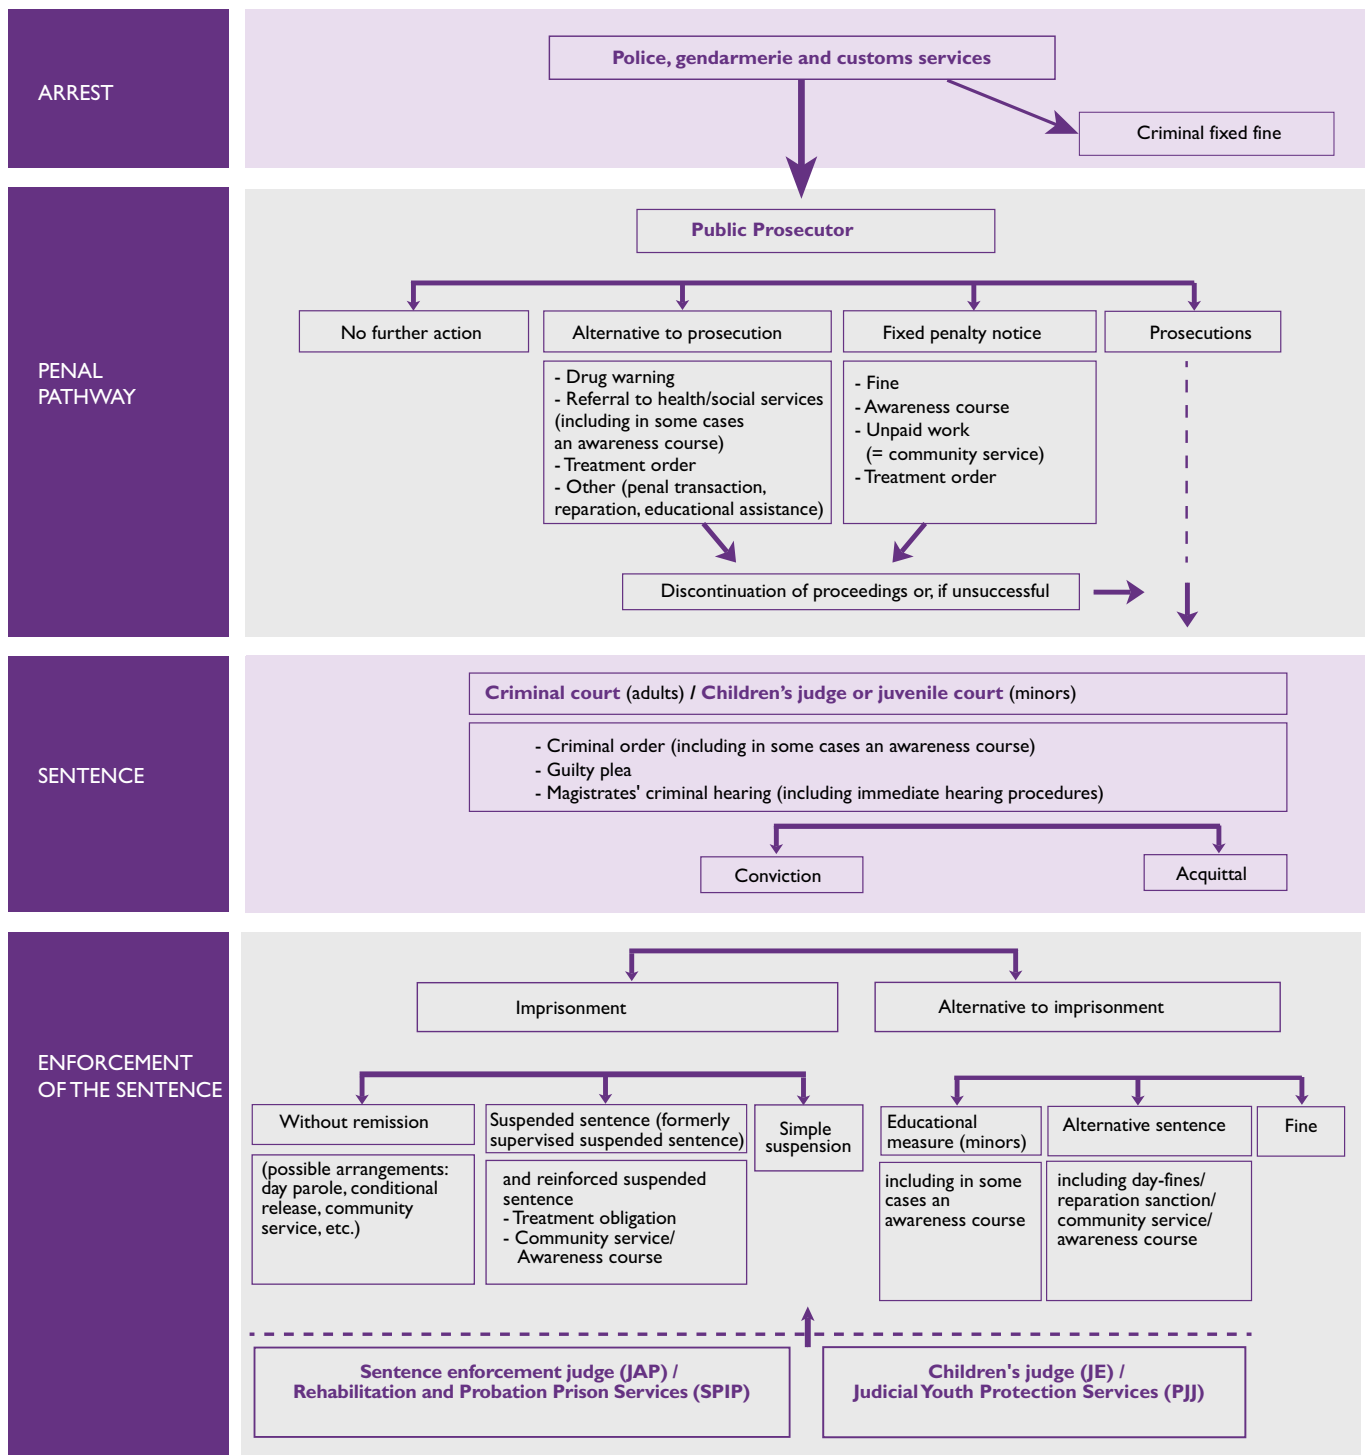 ARREST
Police, gendarmerie and customs services
Criminal fixed fine
PENAL
PATHWAY
Public Prosecutor
No further action
Alternative to prosecution
- Drug warning
- Referral to health/social services
(including in some cases
an awareness course)
- Treatment order
- Other (penal transaction,
reparation, educational assistance)
Fixed penalty notice
- Fine
- Awareness course
- Unpaid work
(= community service)
- Treatment order
Prosecutions
Discontinuation of proceedings or, if unsuccessful
SENTENCE
Criminal court (adults) / Children’s judge or juvenile court (minors)
- Criminal order (including in some cases an awareness course)
- Guilty plea
- Magistrates' criminal hearing (including immediate hearing procedures)
Conviction
Acquittal
ENFORCEMENT
OF THE SENTENCE
Imprisonment
Alternative to imprisonment
Without remission
(possible arrangements:
day parole, conditional
release, community
service, etc.)
Suspended sentence (formerly
supervised suspended sentence)
and reinforced suspended
sentence
- Treatment obligation
- Community service/
Awareness course
Simple
suspension
Educational
measure (minors)
including in some
cases an
awareness course
Alternative sentence
including day-fines/
reparation sanction/
community service/
awareness course
Fine
Sentence enforcement judge (JAP) /
Rehabilitation and Probation Prison Services (SPIP)
Children's judge (JE) /
Judicial Youth Protection Services (PJJ)